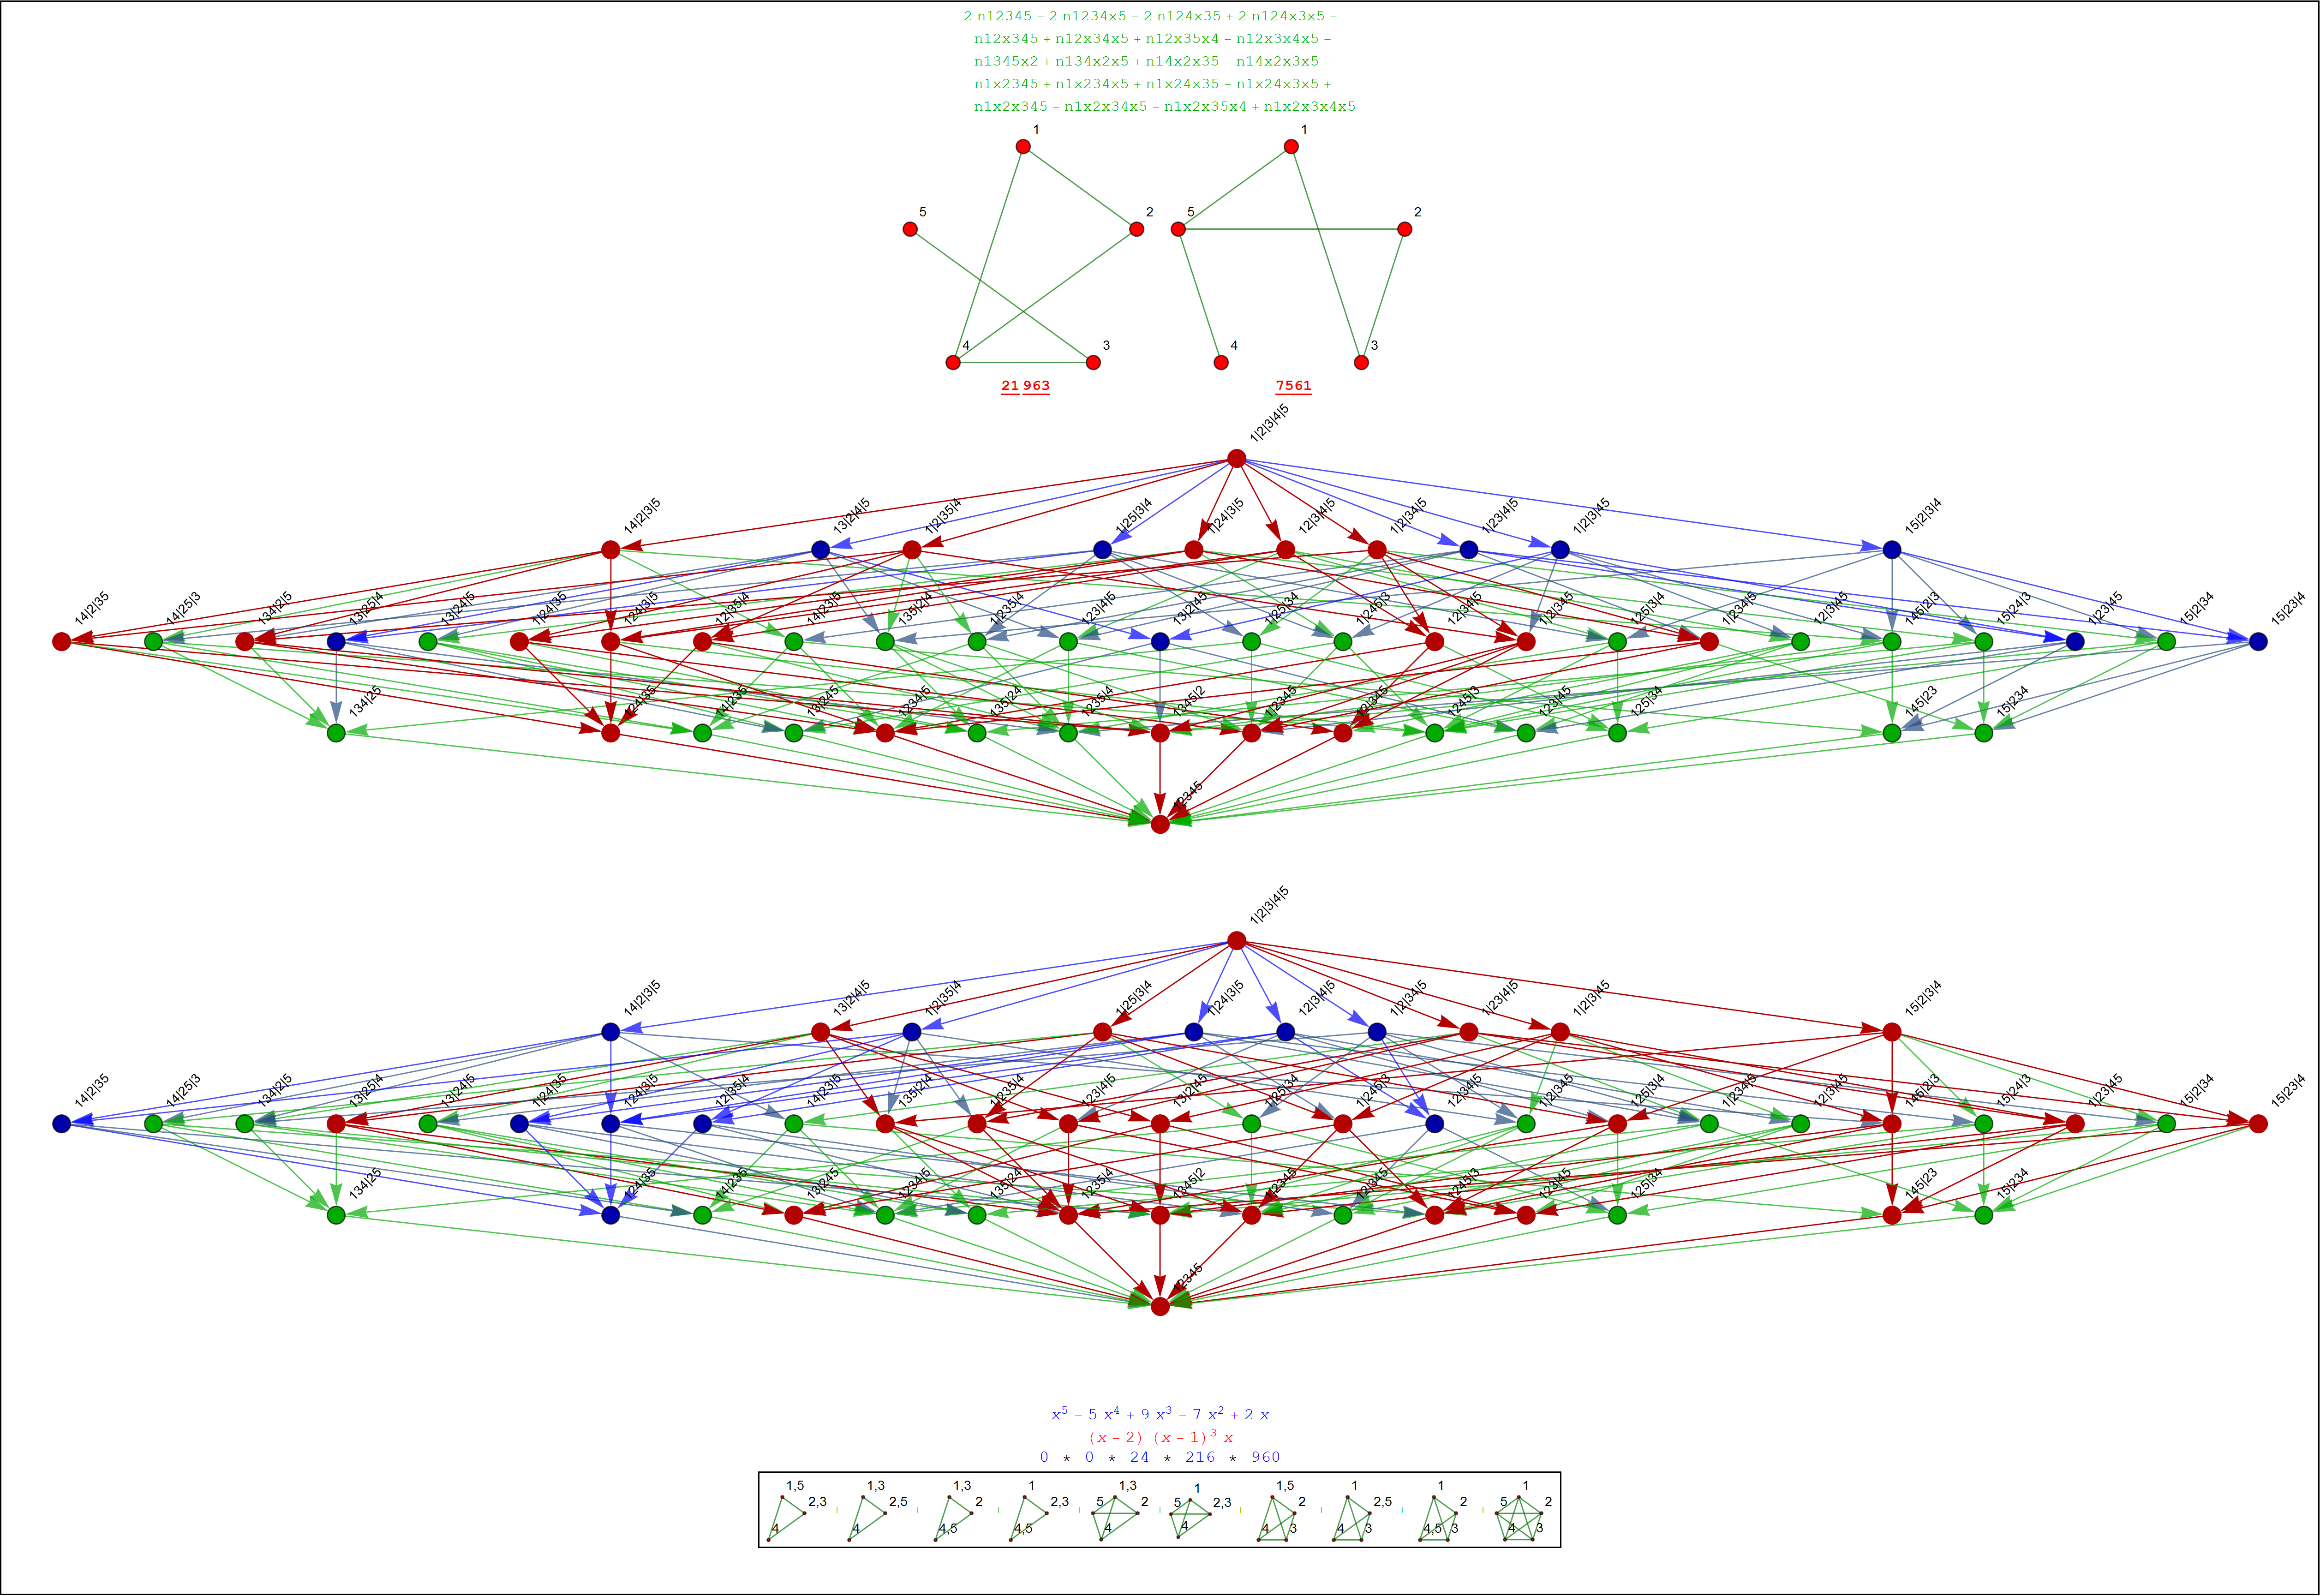 2 n12345 − 2 n1234x5 − 2 n124x35 + 2 n124x3x5 −
n12x345 + n12x34x5 + n12x35x4 − n12x3x4x5 −
n1345x2 + n134x2x5 + n14x2x35 − n14x2x3x5 −
n1x2345 + n1x234x5 + n1x24x35 − n1x24x3x5 +
n1x2x345 − n1x2x34x5 − n1x2x35x4 + n1x2x3x4x5
1 1
5 2 5 2
4 3 4 3
21 963 7561
1|2|3|4|5
14|2|3|5 13|2|4|5 1|2|35|4 1|25|3|4 1|24|3|5 12|3|4|5 1|2|34|5 1|23|4|5 1|2|3|45 15|2|3|4
14|2|35 14|25|3 134|2|5 13|25|4 13|24|5 1|24|35 124|3|5 12|35|4 14|23|5 135|2|4 1|235|4 123|4|5 13|2|45 1|25|34 1|245|3 12|34|5 1|2|345 125|3|4 1|234|5 12|3|45 145|2|3 15|24|3 1|23|45 15|2|34 15|23|4
134|25 124|35 14|235 13|245 1234|5 135|24 1235|4 1345|2 1|2345 12|345 1245|3 123|45 125|34 145|23 15|234
12345
1|2|3|4|5
14|2|3|5 13|2|4|5 1|2|35|4 1|25|3|4 1|24|3|5 12|3|4|5 1|2|34|5 1|23|4|5 1|2|3|45 15|2|3|4
14|2|35 14|25|3 134|2|5 13|25|4 13|24|5 1|24|35 124|3|5 12|35|4 14|23|5 135|2|4 1|235|4 123|4|5 13|2|45 1|25|34 1|245|3 12|34|5 1|2|345 125|3|4 1|234|5 12|3|45 145|2|3 15|24|3 1|23|45 15|2|34 15|23|4
134|25 124|35 14|235 13|245 1234|5 135|24 1235|4 1345|2 1|2345 12|345 1245|3 123|45 125|34 145|23 15|234
12345
x⁵ − 5 x⁴ + 9 x³ − 7 x² + 2 x
(x − 2) (x − 1)³ x
0 * 0 * 24 * 216 * 960
1,5 1,3 1,3 1 1,3 1 1,5 1 1 1
2,3 2,5 2 2,3 5 2 5 2,3 2 2,5 2 5 2
+ + + + + + + + +
4 4 4,5 4,5 4 4 4 3 4 3 4,5 3 4 3